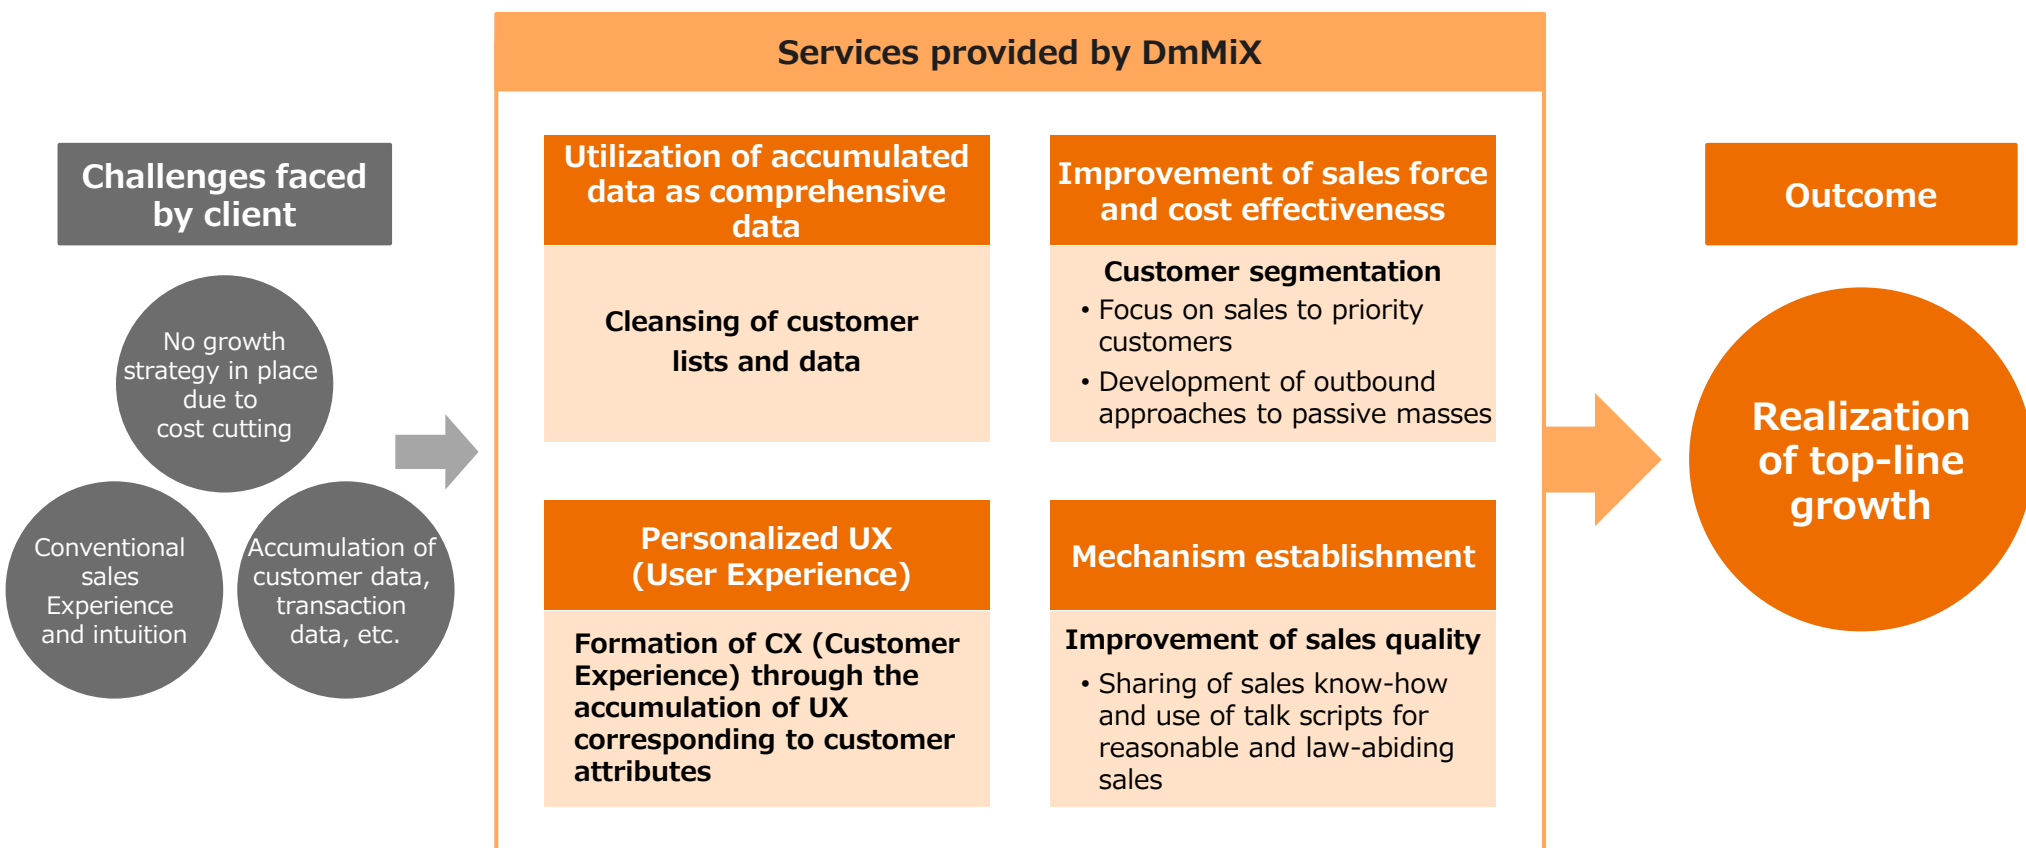 Services provided by DmMiX
Challenges faced
by client
No growth
strategy in place
due to
cost cutting
Conventional
sales
Experience
and intuition
Accumulation of
customer data,
transaction
data, etc.
Utilization of accumulated
data as comprehensive
data
Cleansing of customer
lists and data
Improvement of sales force
and cost effectiveness
Customer segmentation
• Focus on sales to priority
customers
• Development of outbound
approaches to passive masses
Personalized UX
(User Experience)
Formation of CX (Customer
Experience) through the
accumulation of UX
corresponding to customer
attributes
Mechanism establishment
Improvement of sales quality
• Sharing of sales know-how
and use of talk scripts for
reasonable and law-abiding
sales
Outcome
Realization
of top-line
growth